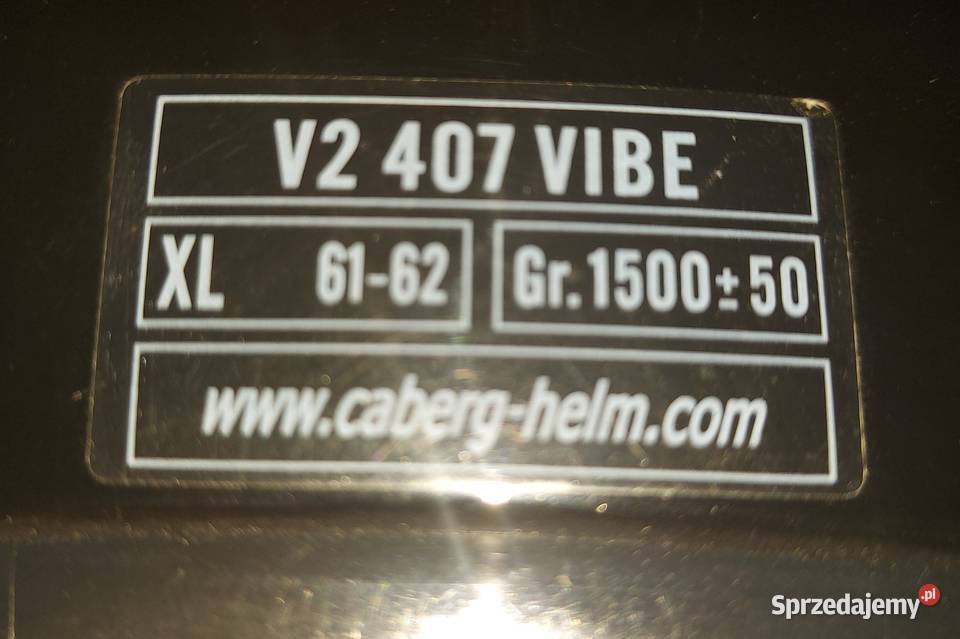 V2 407 VIBE
XL 61-62 Gr. 1500±50
www.caberg-helm.com
Sprzedajemy.pl